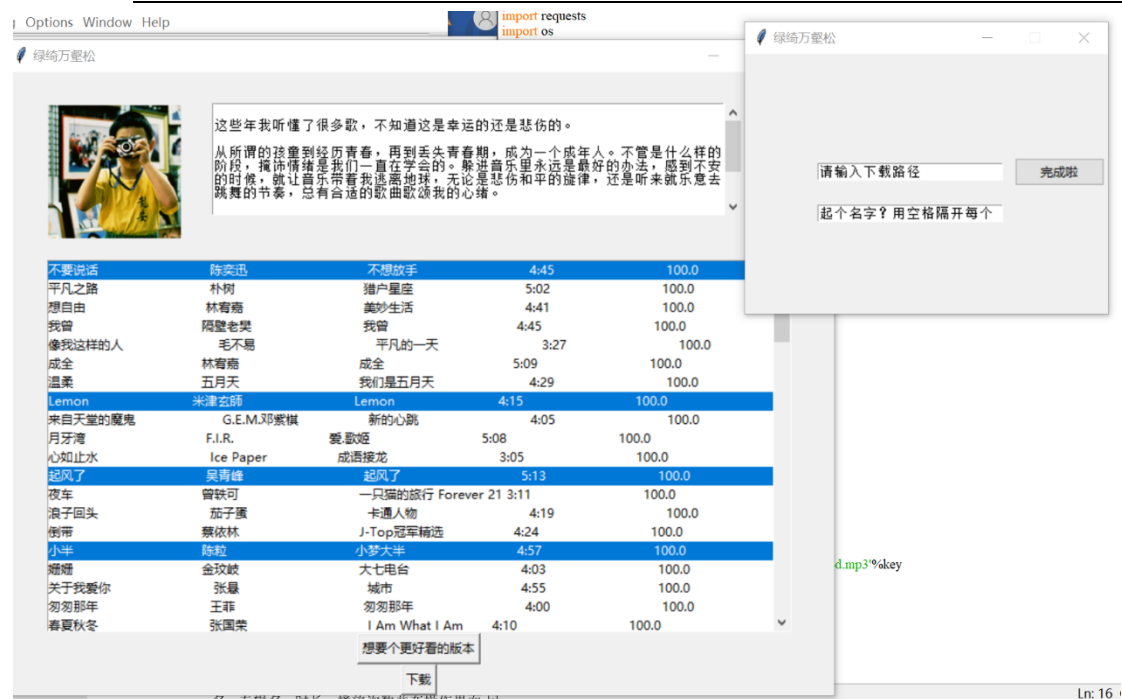 Options Window Help
import requests
import os
绿绮万壑松
绿绮万壑松
这些年我听懂了很多歌，不知道这是幸运的还是悲伤的。
从所谓的孩童到经历青春，再到丢失青春期，成为一个成年人。不管是什么样的
阶段，掩饰情绪是我们一直在学会的。躲进音乐里永远是最好的办法，感到不安
的时候，就让音乐带着我逃离地球，无论是悲伤和平的旋律，还是听来就乐意去
跳舞的节奏，总有合适的歌曲歌颂我的心绪。
请输入下载路径
完成啦
起个名字？用空格隔开每个
不要说话 陈奕迅 不想放手 4:45 100.0
平凡之路 朴树 猎户星座 5:02 100.0
想自由 林宥嘉 美妙生活 4:41 100.0
我曾 隔壁老樊 我曾 4:45 100.0
像我这样的人 毛不易 平凡的一天 3:27 100.0
成全 林宥嘉 成全 5:09 100.0
温柔 五月天 我们是五月天 4:29 100.0
Lemon 米津玄師 Lemon 4:15 100.0
来自天堂的魔鬼 G.E.M.邓紫棋 新的心跳 4:05 100.0
月牙湾 F.I.R. 爱.歌姬 5:08 100.0
心如止水 Ice Paper 成语接龙 3:05 100.0
起风了 吴青峰 起风了 5:13 100.0
夜车 曾轶可 一只猫的旅行 Forever 21 3:11 100.0
浪子回头 茄子蛋 卡通人物 4:19 100.0
倒带 蔡依林 J-Top冠军精选 4:24 100.0
小半 陈粒 小梦大半 4:57 100.0
姗姗 金玟岐 大七电台 4:03 100.0
关于我爱你 张悬 城市 4:55 100.0
匆匆那年 王菲 匆匆那年 4:00 100.0
春夏秋冬 张国荣 I Am What I Am 4:10 100.0
d.mp3'%key
想要个更好看的版本
下载
Ln: 16